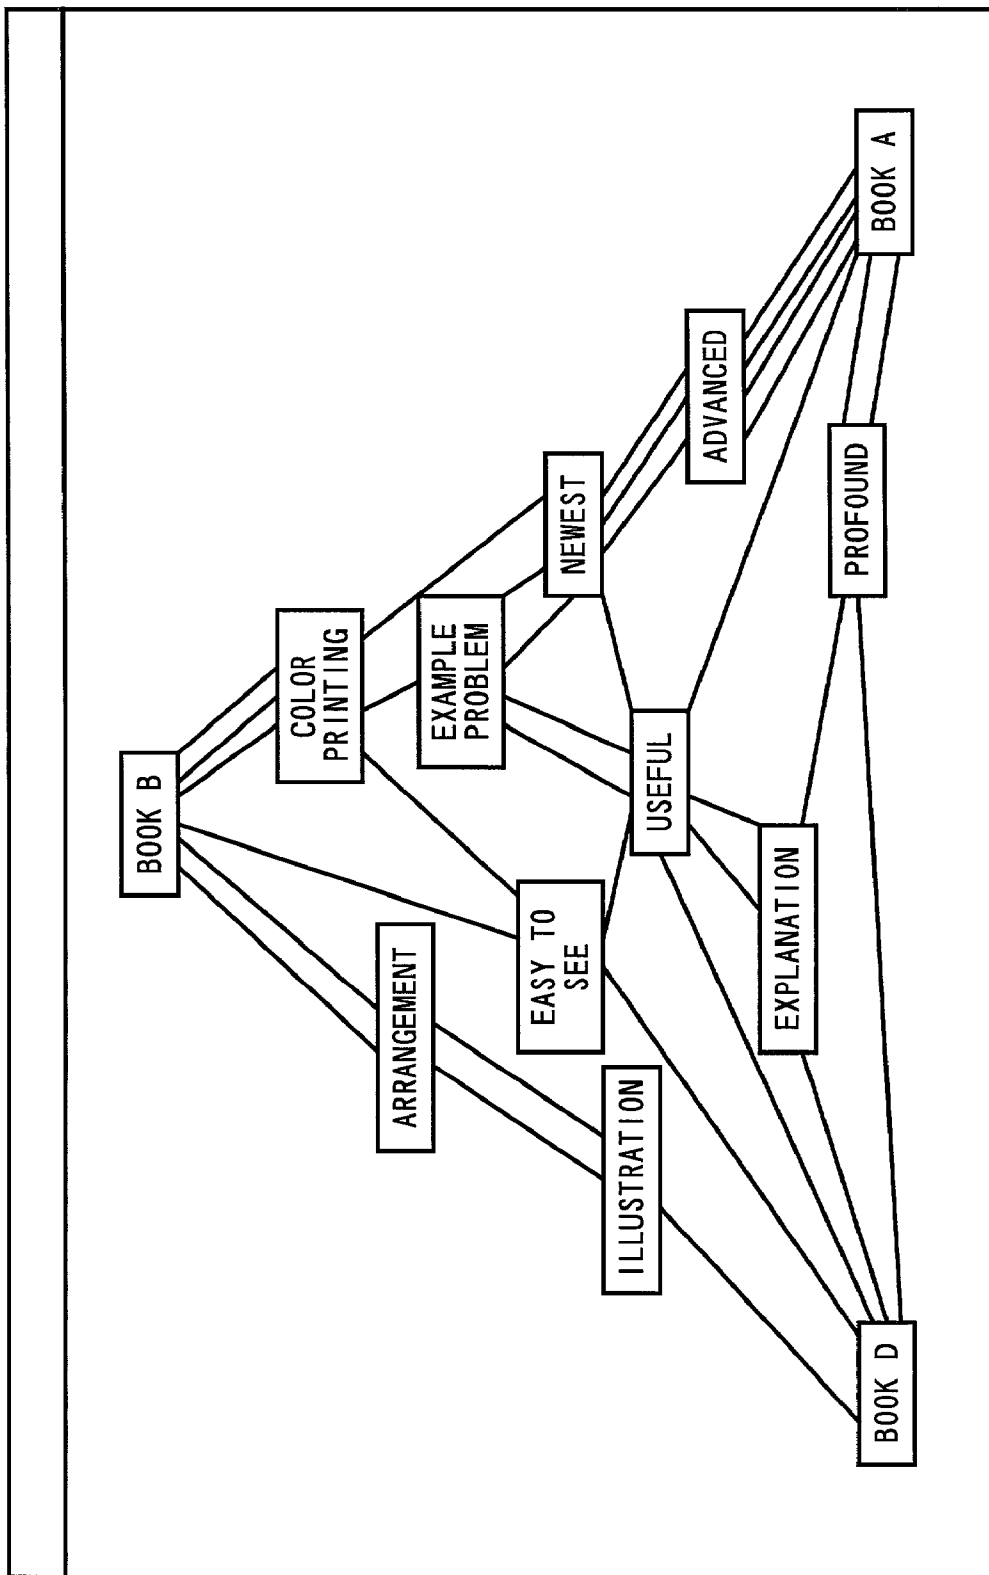 BOOK B
COLOR
PRINTING
ARRANGEMENT
EXAMPLE
PROBLEM
EASY TO
SEE
NEWEST
ILLUSTRATION
USEFUL
ADVANCED
EXPLANATION
PROFOUND
BOOK D
BOOK A